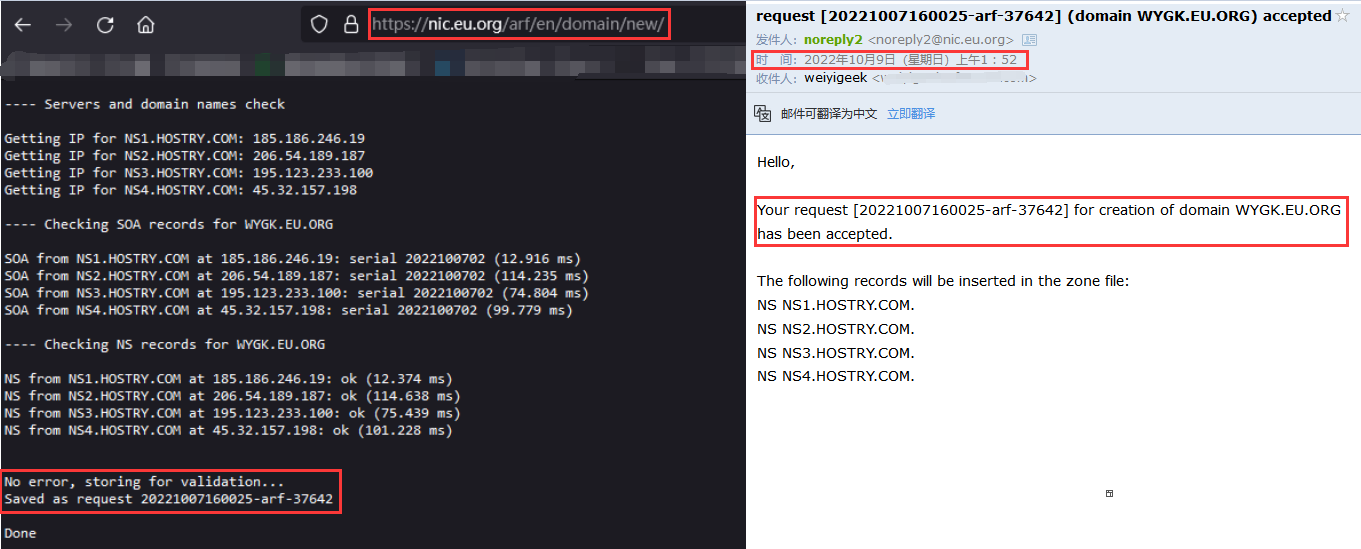 https://nic.eu.org/arf/en/domain/new/
---- Servers and domain names check
Getting IP for NS1.HOSTRY.COM: 185.186.246.19
Getting IP for NS2.HOSTRY.COM: 206.54.189.187
Getting IP for NS3.HOSTRY.COM: 195.123.233.100
Getting IP for NS4.HOSTRY.COM: 45.32.157.198
---- Checking SOA records for WYGK.EU.ORG
SOA from NS1.HOSTRY.COM at 185.186.246.19: serial 2022100702 (12.916 ms)
SOA from NS2.HOSTRY.COM at 206.54.189.187: serial 2022100702 (114.235 ms)
SOA from NS3.HOSTRY.COM at 195.123.233.100: serial 2022100702 (74.804 ms)
SOA from NS4.HOSTRY.COM at 45.32.157.198: serial 2022100702 (99.779 ms)
---- Checking NS records for WYGK.EU.ORG
NS from NS1.HOSTRY.COM at 185.186.246.19: ok (12.374 ms)
NS from NS2.HOSTRY.COM at 206.54.189.187: ok (114.638 ms)
NS from NS3.HOSTRY.COM at 195.123.233.100: ok (75.439 ms)
NS from NS4.HOSTRY.COM at 45.32.157.198: ok (101.228 ms)
No error, storing for validation...
Saved as request 20221007160025-arf-37642
Done
request [20221007160025-arf-37642] (domain WYGK.EU.ORG) accepted
发件人: noreply2 <noreply2@nic.eu.org>
时 间: 2022年10月9日 (星期日) 上午1:52
收件人: weiyigeek
邮件可翻译为中文 立即翻译
Hello,
Your request [20221007160025-arf-37642] for creation of domain WYGK.EU.ORG
has been accepted.
The following records will be inserted in the zone file:
NS NS1.HOSTRY.COM.
NS NS2.HOSTRY.COM.
NS NS3.HOSTRY.COM.
NS NS4.HOSTRY.COM.